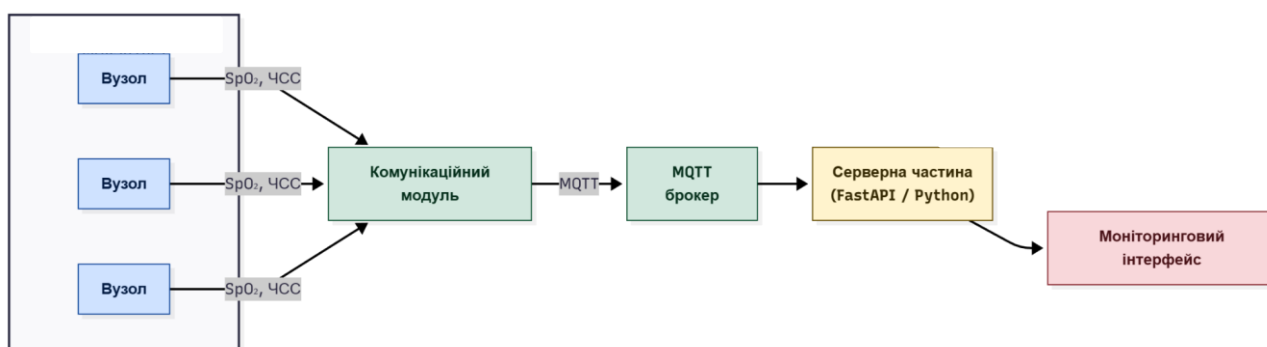 Вузол
SpO₂, ЧСС
Вузол
SpO₂, ЧСС
Вузол
SpO₂, ЧСС
Комунікаційний
модуль
MQTT
MQTT
брокер
Серверна частина
(FastAPI / Python)
Моніторинговий
інтерфейс